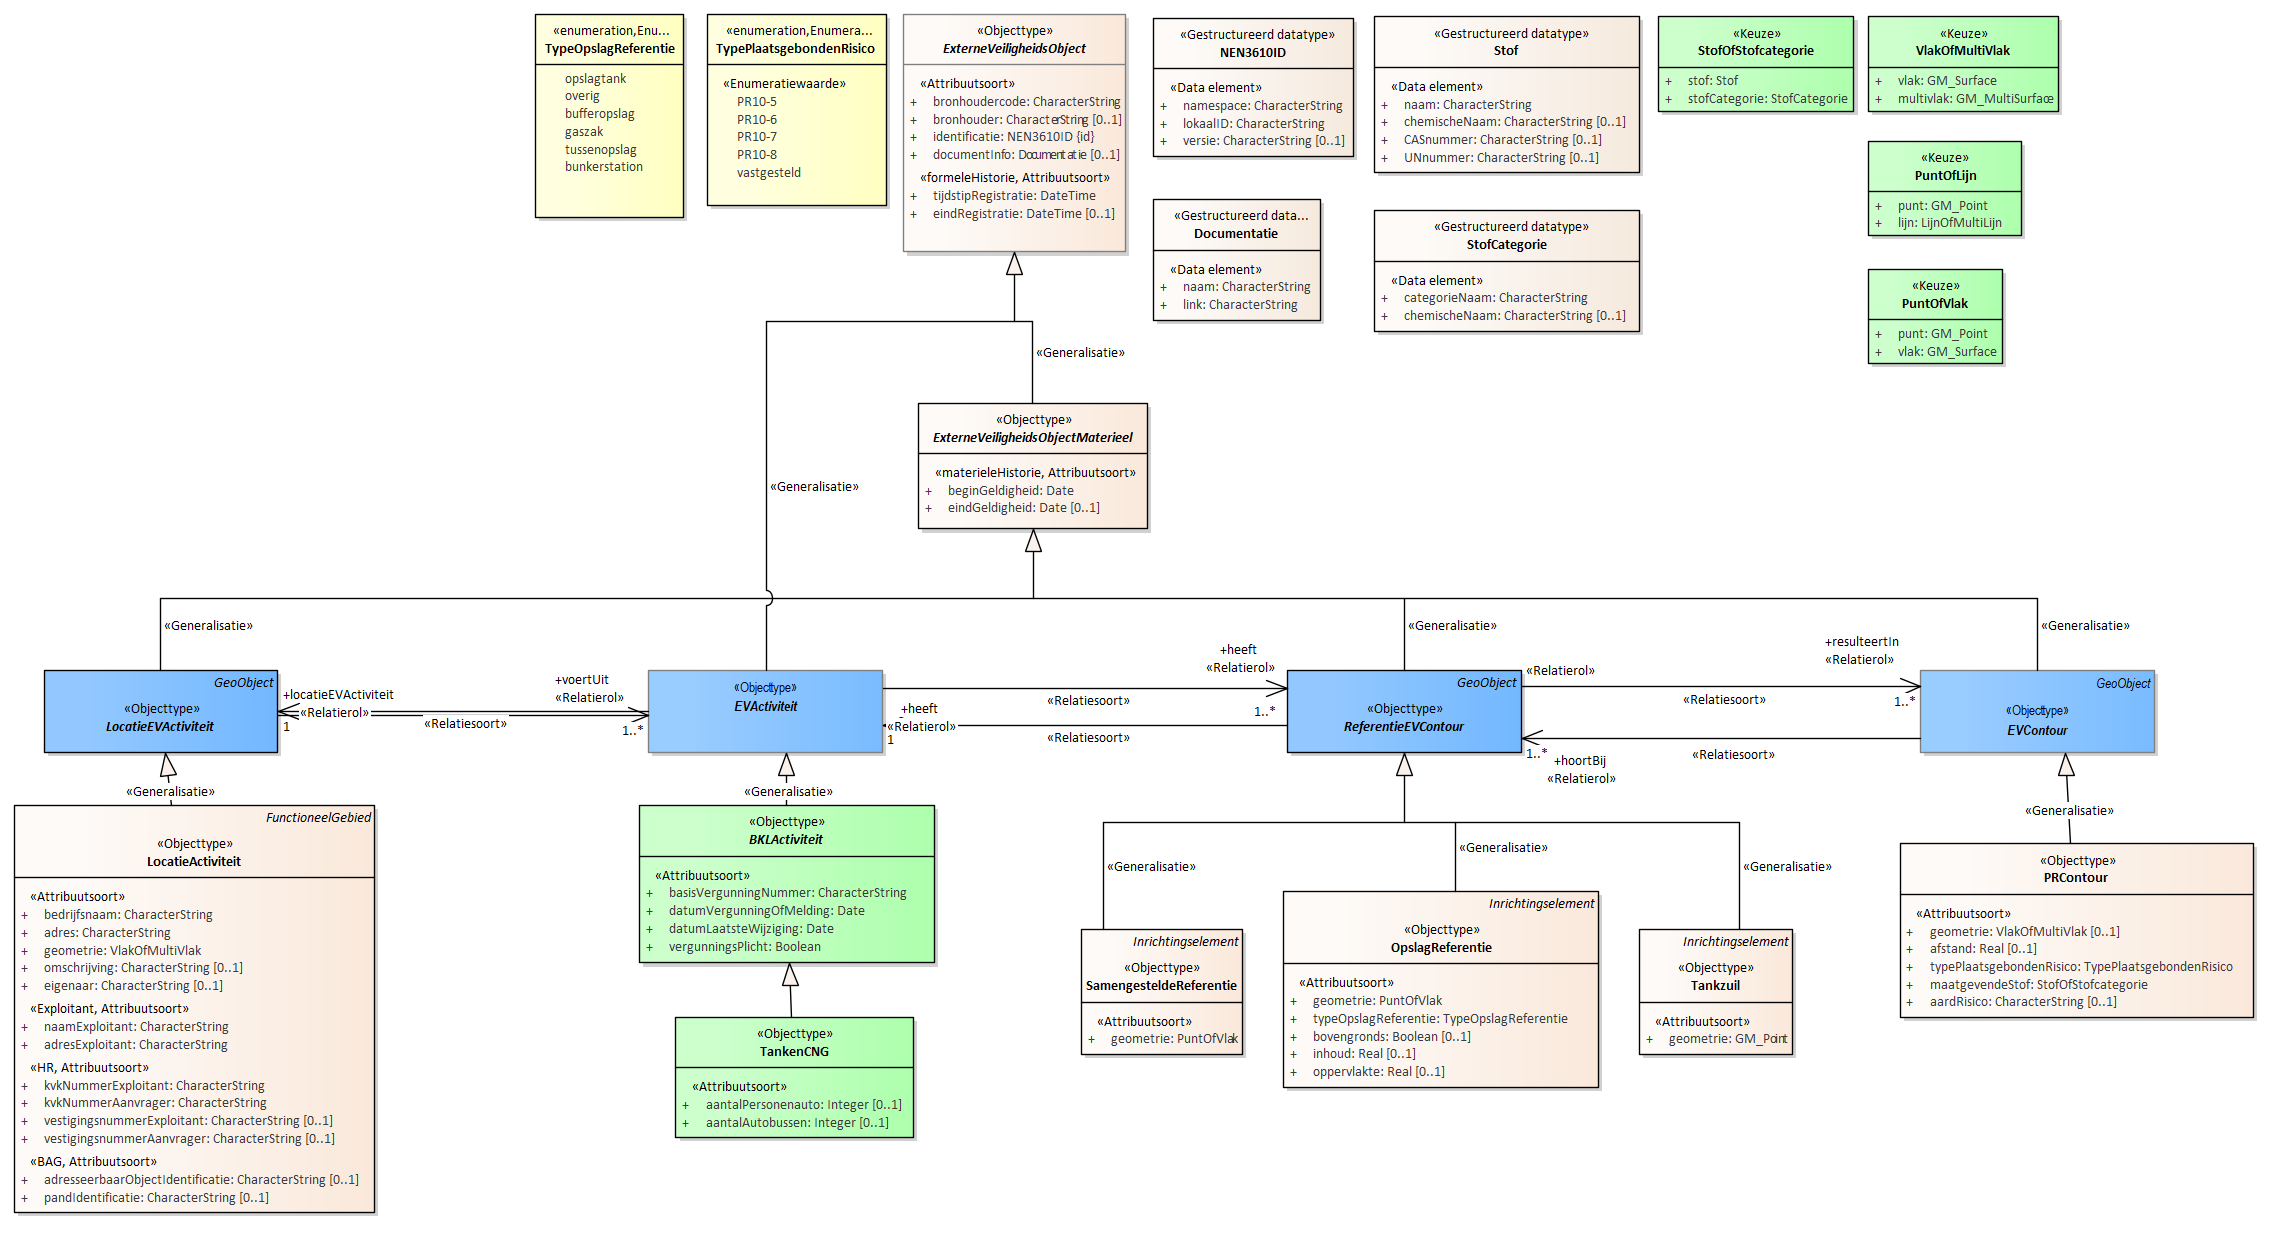 «enumeration,Enu...
TypeOpslagReferentie
opslagtank
overig
bufferopslag
gaszak
tussenopslag
bunkerstation
«enumeration,Enumera...
TypePlaatsgebondenRisico
«Enumeratiewaarde»
PR10-5
PR10-6
PR10-7
PR10-8
vastgesteld
«Objecttype»
ExterneVeiligheidsObject
«Attribuutsoort»
+ bronhoudercode: CharacterString
+ bronhouder: CharacterString [0..1]
+ identificatie: NEN3610ID {id}
+ documentInfo: Documentatie [0..1]
«formeleHistorie, Attribuutsoort»
+ tijdstipRegistratie: DateTime
+ eindRegistratie: DateTime [0..1]
«Gestructureerd datatype»
NEN3610ID
«Data element»
+ namespace: CharacterString
+ lokaalID: CharacterString
+ versie: CharacterString [0..1]
«Gestructureerd data...
Documentatie
«Data element»
+ naam: CharacterString
+ link: CharacterString
«Gestructureerd datatype»
Stof
«Data element»
+ naam: CharacterString
+ chemischeNaam: CharacterString [0..1]
+ CASnummer: CharacterString [0..1]
+ UNnummer: CharacterString [0..1]
«Gestructureerd datatype»
StofCategorie
«Data element»
+ categorieNaam: CharacterString
+ chemischeNaam: CharacterString [0..1]
«Keuze»
StofOfStofcategorie
+ stof: Stof
+ stofCategorie: StofCategorie
«Keuze»
VlakOfMultiVlak
+ vlak: GM_Surface
+ multivlak: GM_MultiSurface
«Keuze»
PuntOfLijn
+ punt: GM_Point
+ lijn: LijnOfMultiLijn
«Keuze»
PuntOfVlak
+ punt: GM_Point
+ vlak: GM_Surface
«Generalisatie»
«Objecttype»
ExterneVeiligheidsObjectMaterieel
«materieleHistorie, Attribuutsoort»
+ beginGeldigheid: Date
+ eindGeldigheid: Date [0..1]
«Generalisatie»
«Generalisatie»
«Generalisatie»
«Generalisatie»
GeoObject
«Objecttype»
LocatieEVActiviteit
+locatieEVActiviteit
«Relatierol»
1
«Relatiesoort»
+voertUit
«Relatierol»
1..*
«Objecttype»
EVActiviteit
+heeft
«Relatierol»
1..*
«Relatiesoort»
+heeft
«Relatierol»
1
«Relatiesoort»
GeoObject
«Objecttype»
ReferentieEVContour
«Relatierol»
«Relatiesoort»
+resulteertIn
«Relatierol»
1..*
1..*
+hoortBij
«Relatierol»
«Relatiesoort»
GeoObject
«Objecttype»
EVContour
«Generalisatie»
FunctioneelGebied
«Objecttype»
LocatieActiviteit
«Attribuutsoort»
+ bedrijfsnaam: CharacterString
+ adres: CharacterString
+ geometrie: VlakOfMultiVlak
+ omschrijving: CharacterString [0..1]
+ eigenaar: CharacterString [0..1]
«Exploitant, Attribuutsoort»
+ naamExploitant: CharacterString
+ adresExploitant: CharacterString
«HR, Attribuutsoort»
+ kvkNummerExploitant: CharacterString
+ kvkNummerAanvrager: CharacterString
+ vestigingsnummerExploitant: CharacterString [0..1]
+ vestigingsnummerAanvrager: CharacterString [0..1]
«BAG, Attribuutsoort»
+ adresseerbaarObjectIdentificatie: CharacterString [0..1]
+ pandIdentificatie: CharacterString [0..1]
«Generalisatie»
«Objecttype»
BKLActiviteit
«Attribuutsoort»
+ basisVergunningNummer: CharacterString
+ datumVergunningOfMelding: Date
+ datumLaatsteWijziging: Date
+ vergunningsPlicht: Boolean
«Objecttype»
TankenCNG
«Attribuutsoort»
+ aantalPersonenauto: Integer [0..1]
+ aantalAutobussen: Integer [0..1]
«Generalisatie»
«Generalisatie»
«Generalisatie»
Inrichtingselement
«Objecttype»
SamengesteldeReferentie
«Attribuutsoort»
+ geometrie: PuntOfVlak
Inrichtingselement
«Objecttype»
OpslagReferentie
«Attribuutsoort»
+ geometrie: PuntOfVlak
+ typeOpslagReferentie: TypeOpslagReferentie
+ bovengronds: Boolean [0..1]
+ inhoud: Real [0..1]
+ oppervlakte: Real [0..1]
Inrichtingselement
«Objecttype»
Tankzuil
«Attribuutsoort»
+ geometrie: GM_Point
«Generalisatie»
«Objecttype»
PRContour
«Attribuutsoort»
+ geometrie: VlakOfMultiVlak [0..1]
+ afstand: Real [0..1]
+ typePlaatsgebondenRisico: TypePlaatsgebondenRisico
+ maatgevendeStof: StofOfStofcategorie
+ aardRisico: CharacterString [0..1]